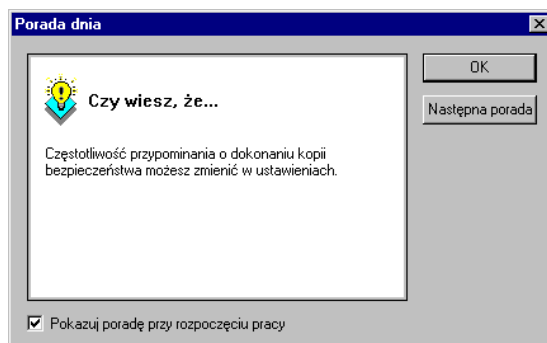 Porada dnia
OK
Następna porada
Czy wiesz, że...
Częstotliwość przypominania o dokonaniu kopii
bezpieczeństwa możesz zmienić w ustawieniach.
Pokazuj poradę przy rozpoczęciu pracy